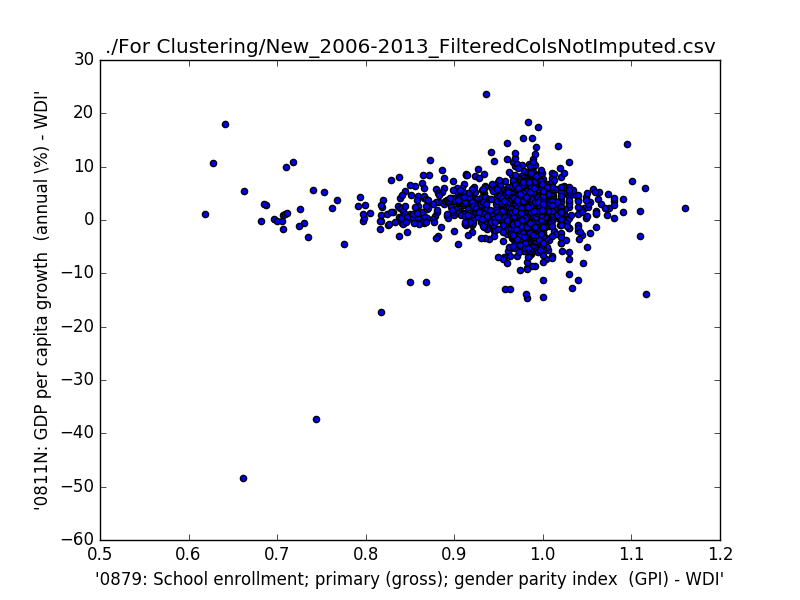 ./For Clustering/New_2006-2013_FilteredColsNotImputed.csv
30
20
10
0
−10
−20
−30
−40
−50
−60
'0811N: GDP per capita growth  (annual \%) - WDI'
0.5 0.6 0.7 0.8 0.9 1.0 1.1 1.2
'0879: School enrollment; primary (gross); gender parity index  (GPI) - WDI'